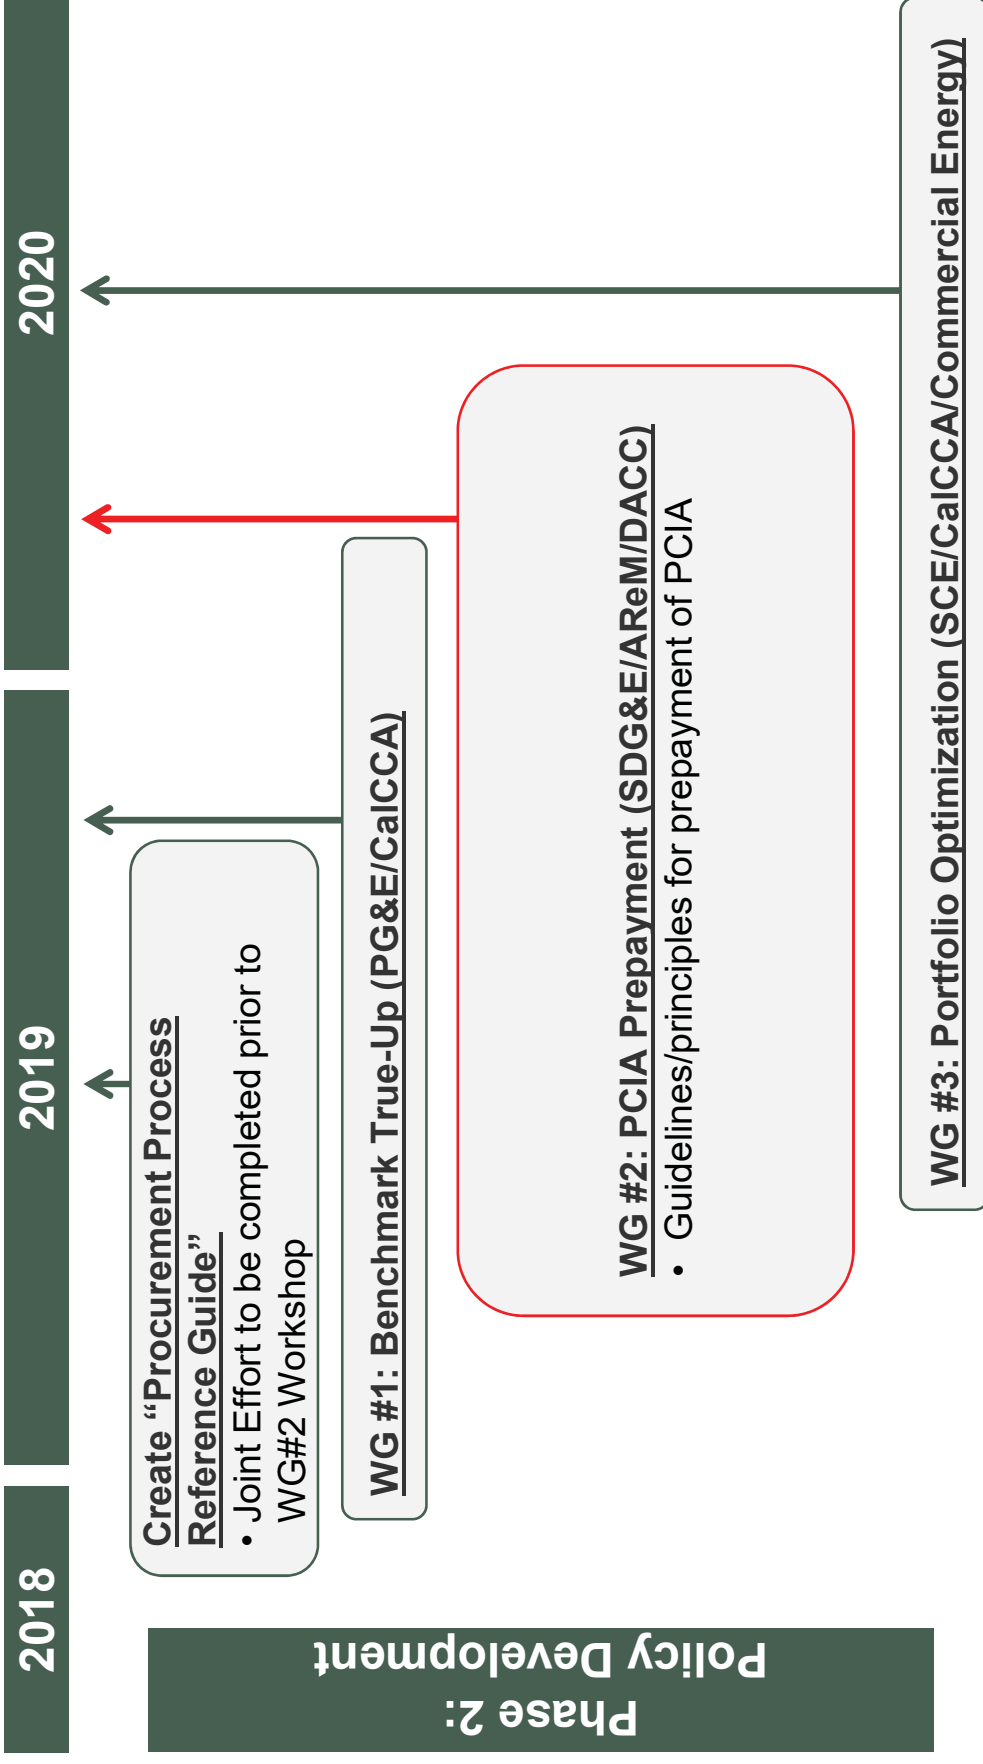 2018
2019
2020
Phase 2:
Policy Development
Create “Procurement Process
Reference Guide”
• Joint Effort to be completed prior to
WG#2 Workshop
WG #1: Benchmark True-Up (PG&E/CalCCA)
WG #2: PCIA Prepayment (SDG&E/AReM/DACC)
• Guidelines/principles for prepayment of PCIA
WG #3: Portfolio Optimization (SCE/CalCCA/Commercial Energy)